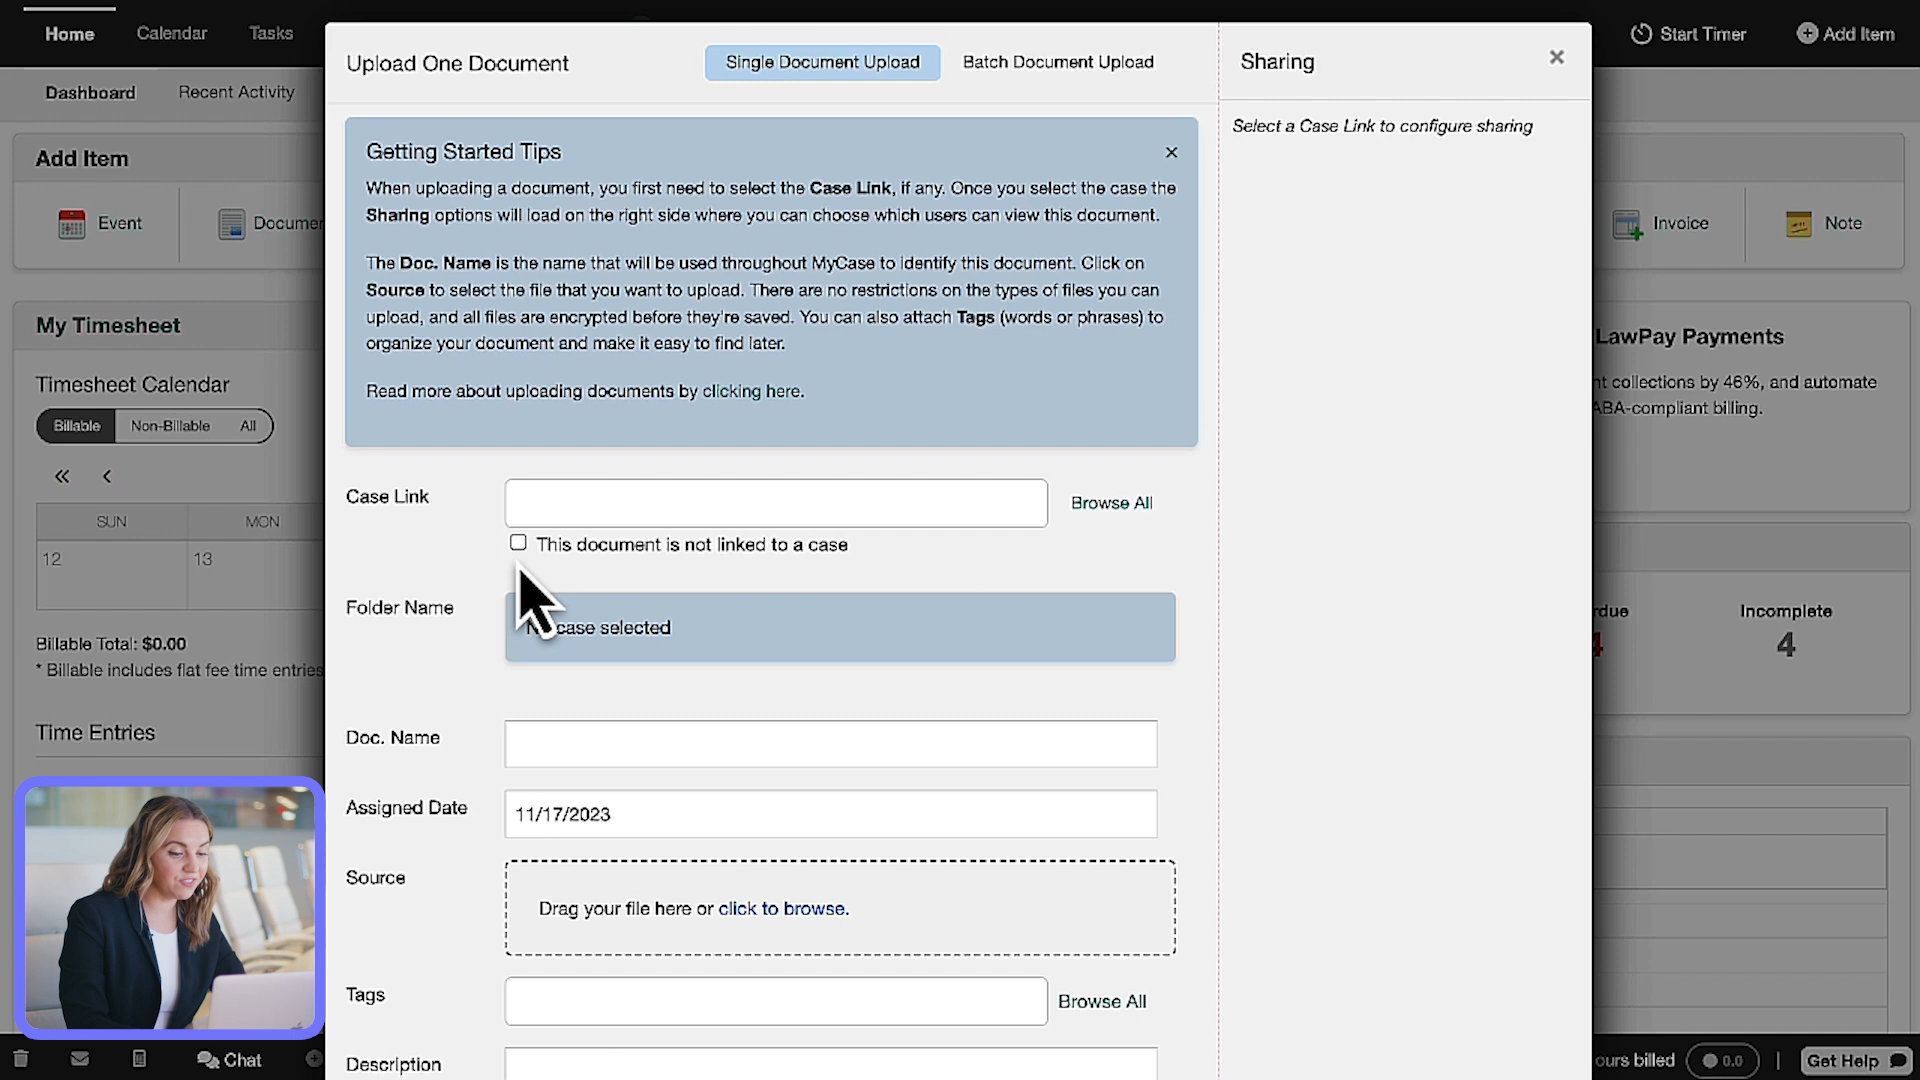 Home
Calendar
Tasks
Start Timer
Add Item
Dashboard
Recent Activity
Upload One Document
Single Document Upload
Batch Document Upload
Sharing
Select a Case Link to configure sharing
Add Item
Event
Documen
Invoice
Note
Getting Started Tips
When uploading a document, you first need to select the Case Link, if any. Once you select the case the
Sharing options will load on the right side where you can choose which users can view this document.
The Doc. Name is the name that will be used throughout MyCase to identify this document. Click on
Source to select the file that you want to upload. There are no restrictions on the types of files you can
upload, and all files are encrypted before they're saved. You can also attach Tags (words or phrases) to
organize your document and make it easy to find later.
Read more about uploading documents by clicking here.
My Timesheet
Timesheet Calendar
Billable
Non-Billable
All
SUN
MON
12
13
Billable Total: $0.00
* Billable includes flat fee time entries
Time Entries
LawPay Payments
nt collections by 46%, and automate
ABA-compliant billing.
rdue
Incomplete
4
4
Case Link
Browse All
This document is not linked to a case
Folder Name
case selected
Doc. Name
Assigned Date
11/17/2023
Source
Drag your file here or click to browse.
Tags
Browse All
Description
Chat
ours billed
0.0
Get Help